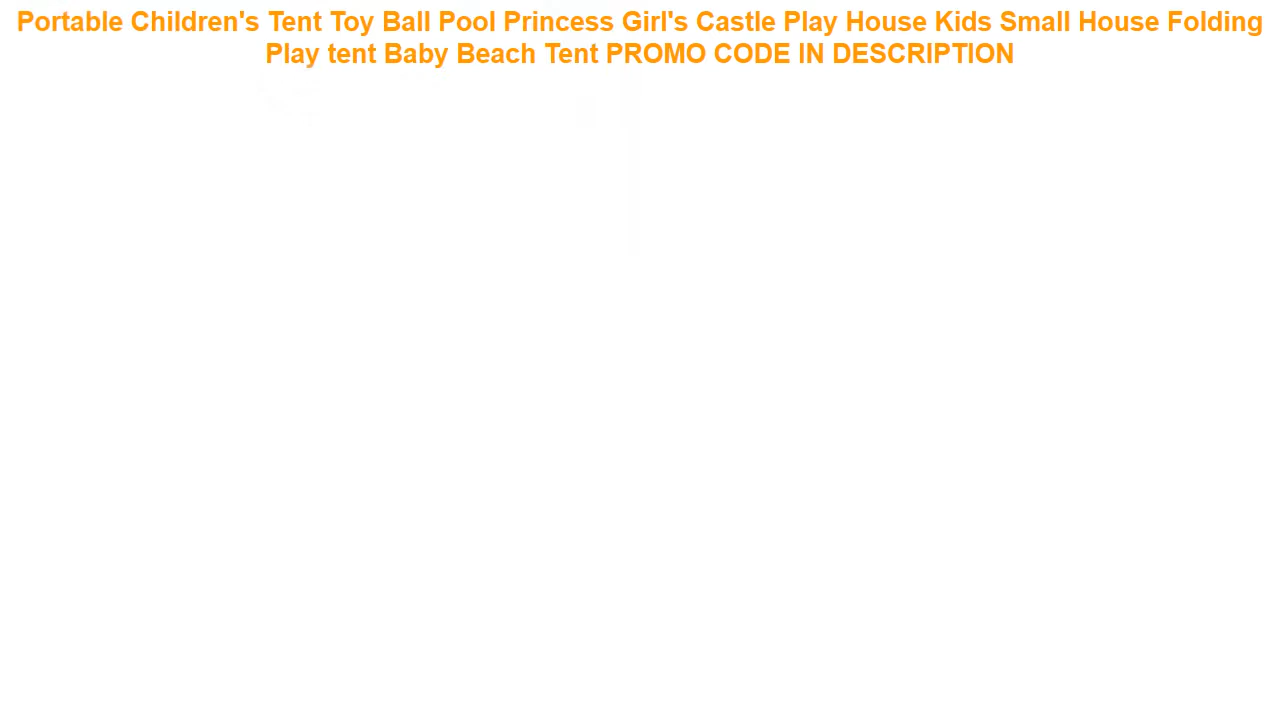 Portable Children's Tent Toy Ball Pool Princess Girl's Castle Play House Kids Small House Folding
Play tent Baby Beach Tent PROMO CODE IN DESCRIPTION